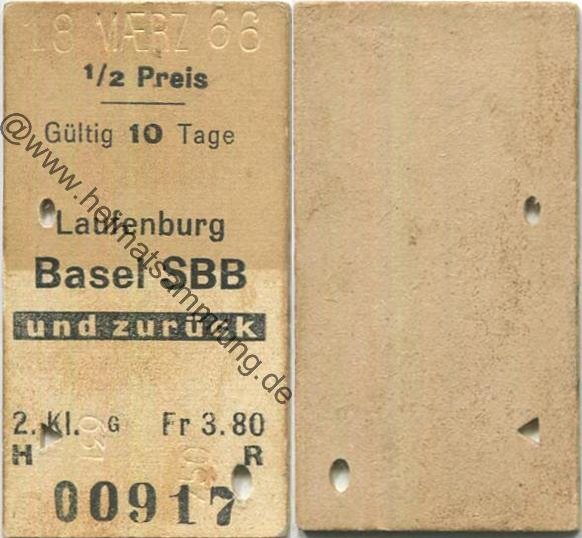 18 MÆRZ 66
1/2 Preis
Gültig 10 Tage
Laufenburg
Basel SBB
und zurück
2. Kl. G Fr 3.80
H R
00917
@www.heimatsammlung.de